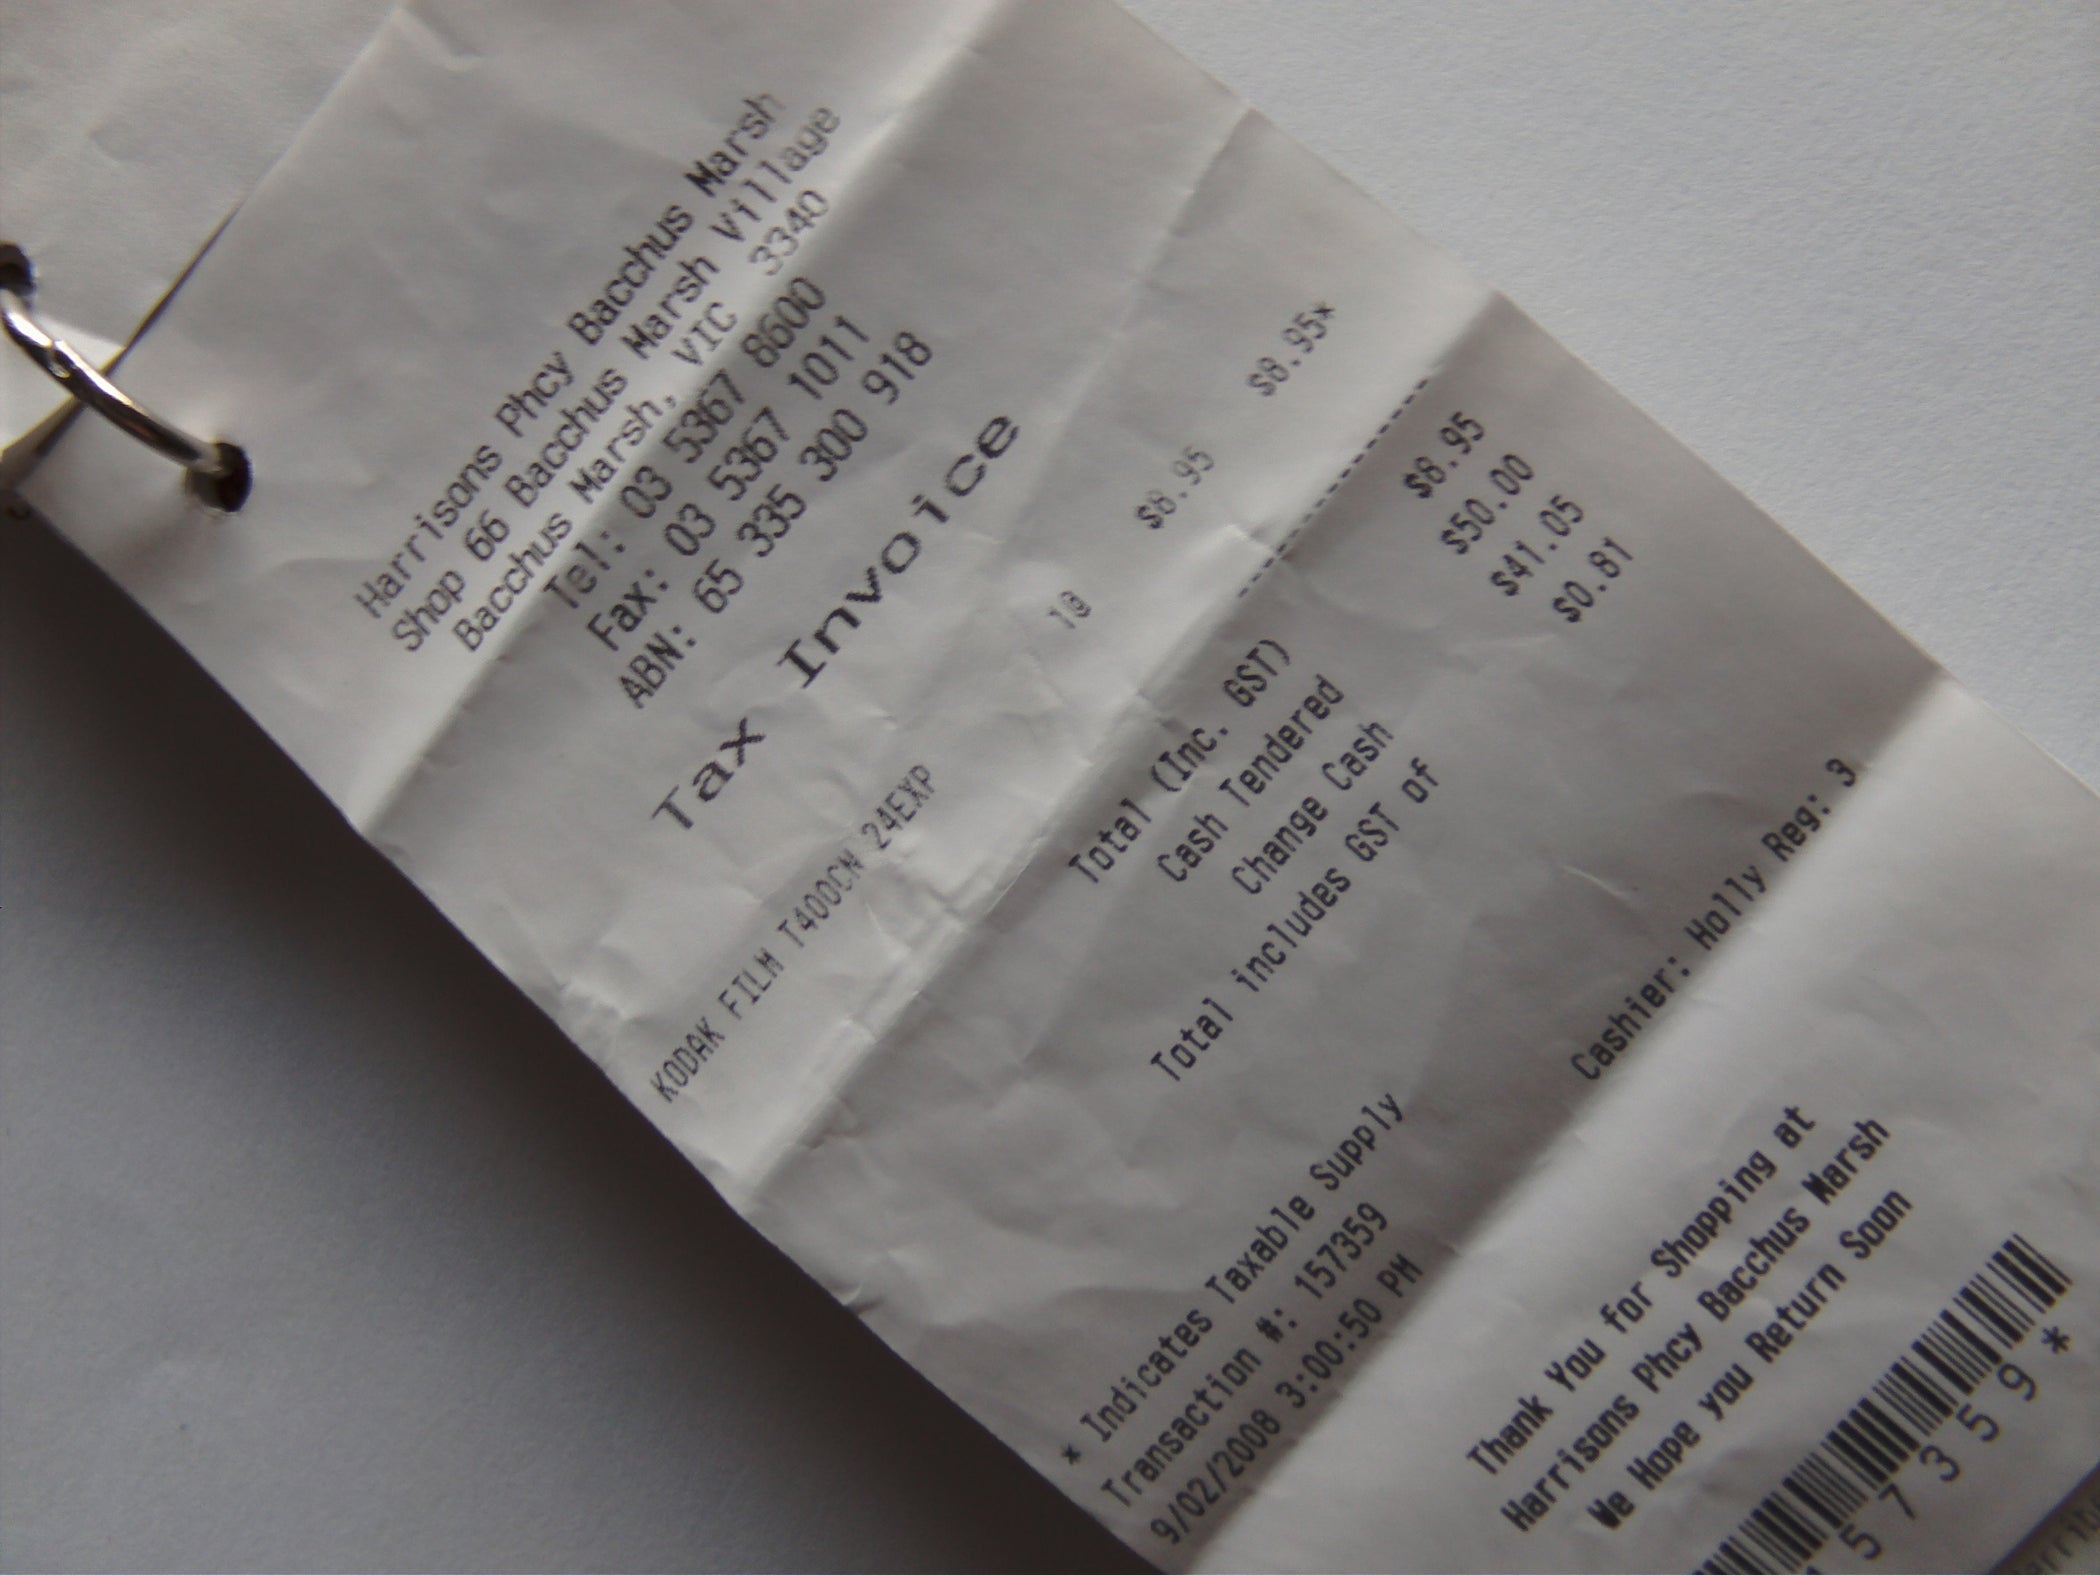 Harrisons Phcy Bacchus Marsh
Shop 66 Bacchus Marsh Village
Bacchus Marsh, VIC 3340
Tel: 03 5367 8600
Fax: 03 5367 1011
ABN: 65 335 300 918
Tax Invoice
KODAK FILM T400CN 24EXP 1@ $8.95 $8.95*
Total (Inc. GST) $8.95
Cash Tendered $50.00
Change Cash $41.05
Total includes GST of $0.81
* Indicates Taxable Supply
Transaction #: 157359
9/02/2008 3:00:50 PM Cashier: Holly Reg: 3
Thank You for Shopping at
Harrisons Phcy Bacchus Marsh
We Hope you Return Soon
57359*